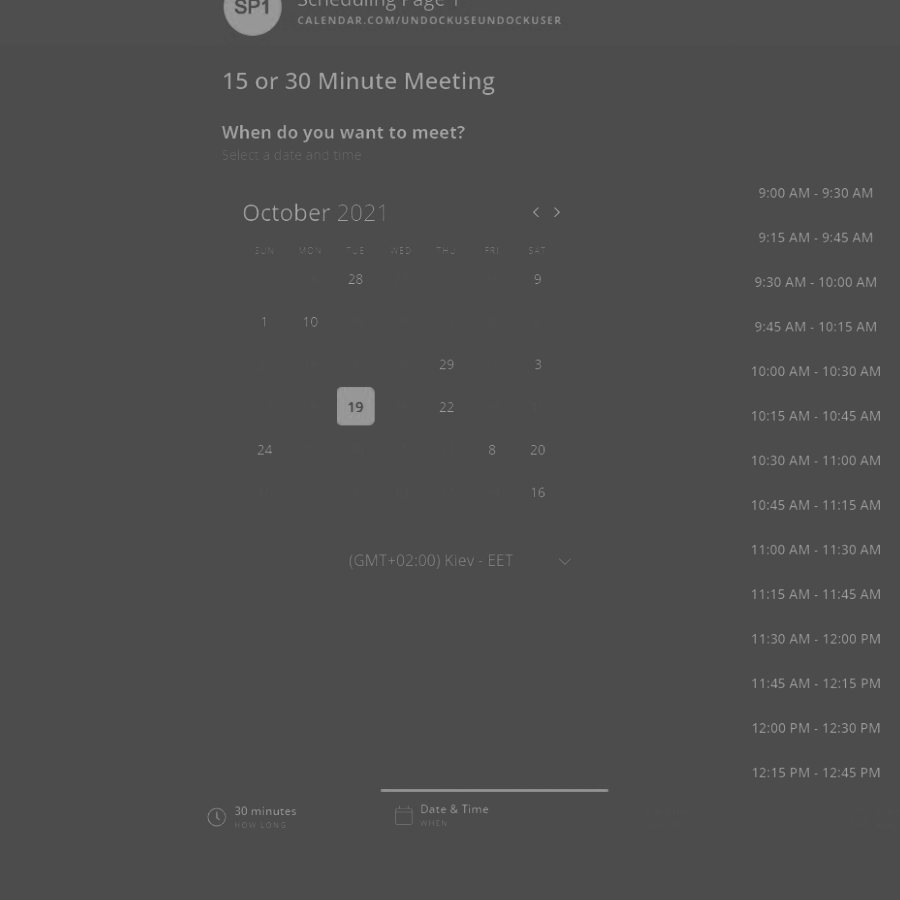 SP1
Scheduling Page 1
CALENDAR.COM/UNDOCKUSEUNDOCKUSER
15 or 30 Minute Meeting
When do you want to meet?
Select a date and time
October 2021
SUN MON TUE WED THU FRI SAT
28 9
1 10
29 3
19 22
24 8 20
16
(GMT+02:00) Kiev - EET
9:00 AM - 9:30 AM
9:15 AM - 9:45 AM
9:30 AM - 10:00 AM
9:45 AM - 10:15 AM
10:00 AM - 10:30 AM
10:15 AM - 10:45 AM
10:30 AM - 11:00 AM
10:45 AM - 11:15 AM
11:00 AM - 11:30 AM
11:15 AM - 11:45 AM
11:30 AM - 12:00 PM
11:45 AM - 12:15 PM
12:00 PM - 12:30 PM
12:15 PM - 12:45 PM
30 minutes
HOW LONG
Date & Time
WHEN